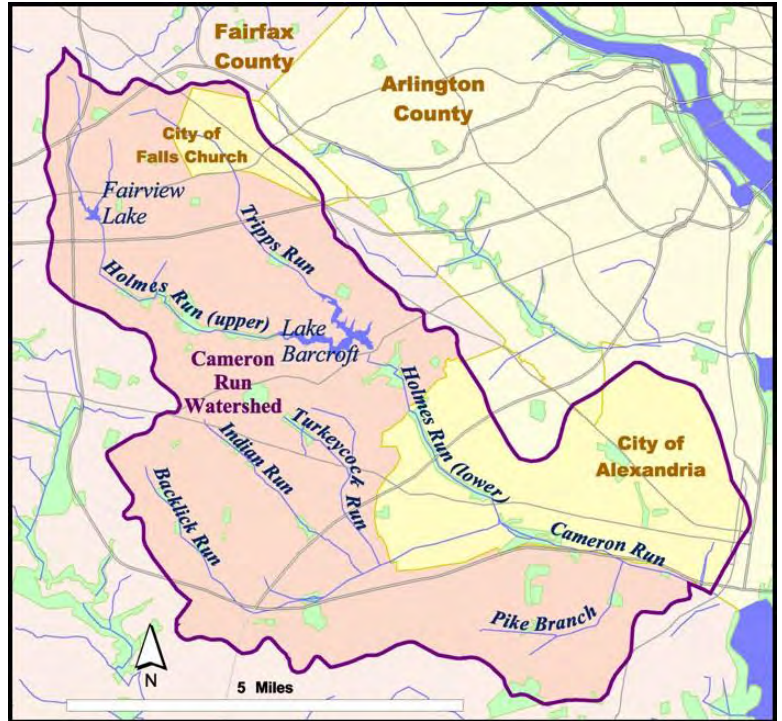 Fairfax
County
Arlington
County
City of
Falls Church
Fairview
Lake
Tripps Run
Holmes Run (upper)
Lake
Barcroft
Cameron
Run
Watershed
Holmes Run (lower)
Turkeycock Run
Indian Run
Backlick Run
City of
Alexandria
Cameron Run
Pike Branch
N
5 Miles